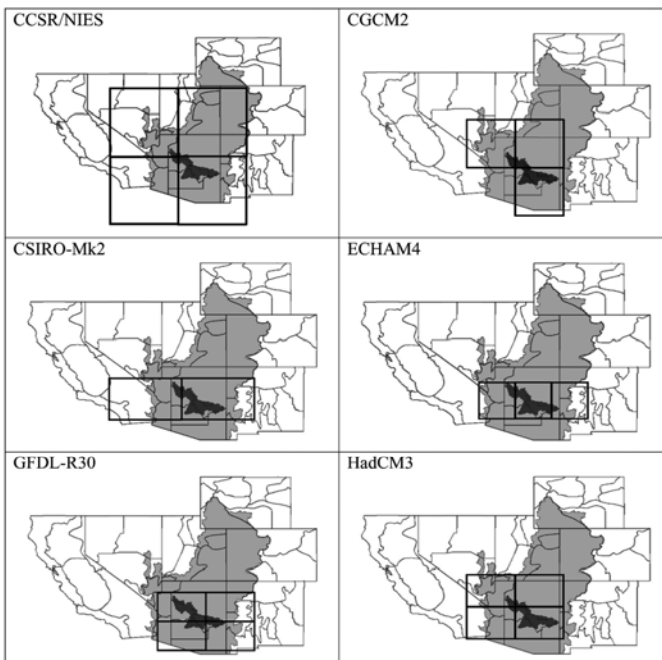 CCSR/NIES
CGCM2
CSIRO-Mk2
ECHAM4
GFDL-R30
HadCM3